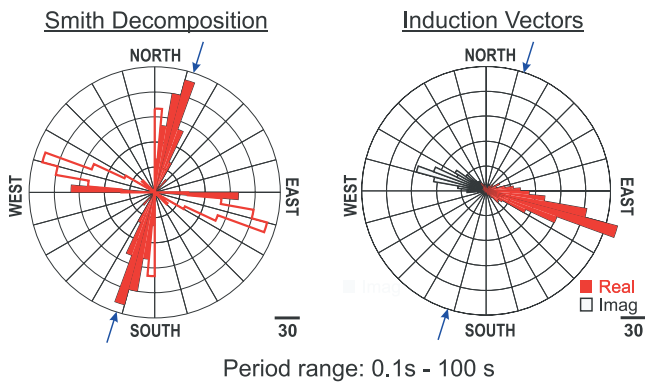 Smith Decomposition
Induction Vectors
NORTH
NORTH
WEST
EAST
WEST
EAST
Imag
Real
Imag
SOUTH
SOUTH
30
30
Period range: 0.1s - 100 s